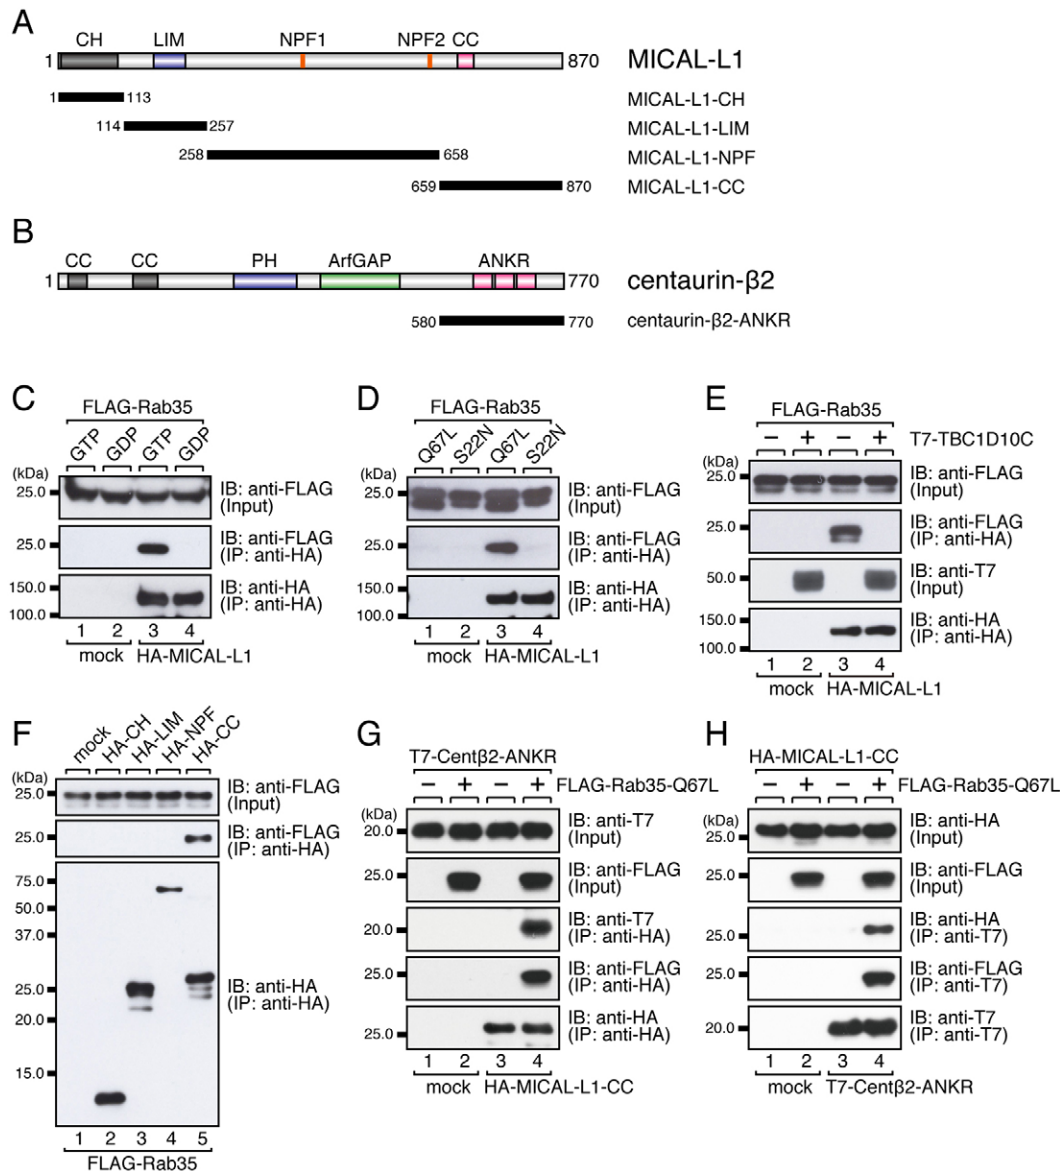 A
CH LIM NPF1 NPF2 CC
1 870 MICAL-L1
1 113 MICAL-L1-CH
114 257 MICAL-L1-LIM
258 658 MICAL-L1-NPF
659 870 MICAL-L1-CC
B
CC CC PH ArfGAP ANKR
1 770 centaurin-β2
580 770 centaurin-β2-ANKR
C
FLAG-Rab35
GTP GDP GTP GDP
(kDa)
25.0 IB: anti-FLAG
(Input)
25.0 IB: anti-FLAG
(IP: anti-HA)
150.0 IB: anti-HA
100.0 (IP: anti-HA)
1 2 3 4
mock HA-MICAL-L1
D
FLAG-Rab35
Q67L S22N Q67L S22N
(kDa)
25.0 IB: anti-FLAG
(Input)
25.0 IB: anti-FLAG
(IP: anti-HA)
150.0 IB: anti-HA
100.0 (IP: anti-HA)
1 2 3 4
mock HA-MICAL-L1
E
FLAG-Rab35
− + − + T7-TBC1D10C
(kDa)
25.0 IB: anti-FLAG
(Input)
25.0 IB: anti-FLAG
(IP: anti-HA)
50.0 IB: anti-T7
(Input)
150.0 IB: anti-HA
100.0 (IP: anti-HA)
1 2 3 4
mock HA-MICAL-L1
F
mock HA-CH HA-LIM HA-NPF HA-CC
(kDa)
25.0 IB: anti-FLAG
(Input)
25.0 IB: anti-FLAG
(IP: anti-HA)
75.0
50.0
37.0
25.0 IB: anti-HA
(IP: anti-HA)
20.0
15.0
1 2 3 4 5
FLAG-Rab35
G
T7-Centβ2-ANKR
− + − + FLAG-Rab35-Q67L
(kDa)
20.0 IB: anti-T7
(Input)
25.0 IB: anti-FLAG
(Input)
20.0 IB: anti-T7
(IP: anti-HA)
25.0 IB: anti-FLAG
(IP: anti-HA)
25.0 IB: anti-HA
(IP: anti-HA)
1 2 3 4
mock HA-MICAL-L1-CC
H
HA-MICAL-L1-CC
− + − + FLAG-Rab35-Q67L
(kDa)
25.0 IB: anti-HA
(Input)
25.0 IB: anti-FLAG
(Input)
25.0 IB: anti-HA
(IP: anti-T7)
25.0 IB: anti-FLAG
(IP: anti-T7)
20.0 IB: anti-T7
(IP: anti-T7)
1 2 3 4
mock T7-Centβ2-ANKR